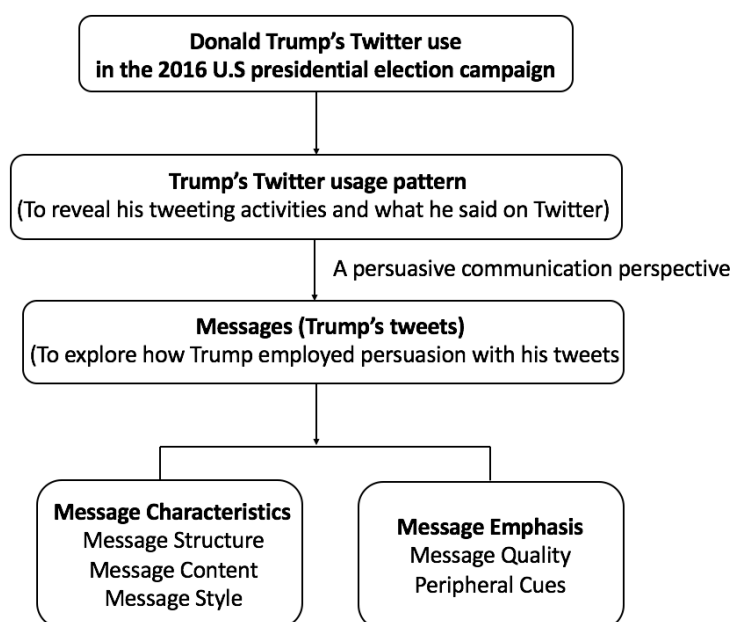 Donald Trump's Twitter use
in the 2016 U.S presidential election campaign
Trump's Twitter usage pattern
(To reveal his tweeting activities and what he said on Twitter)
A persuasive communication perspective
Messages (Trump's tweets)
(To explore how Trump employed persuasion with his tweets
Message Characteristics
Message Structure
Message Content
Message Style
Message Emphasis
Message Quality
Peripheral Cues